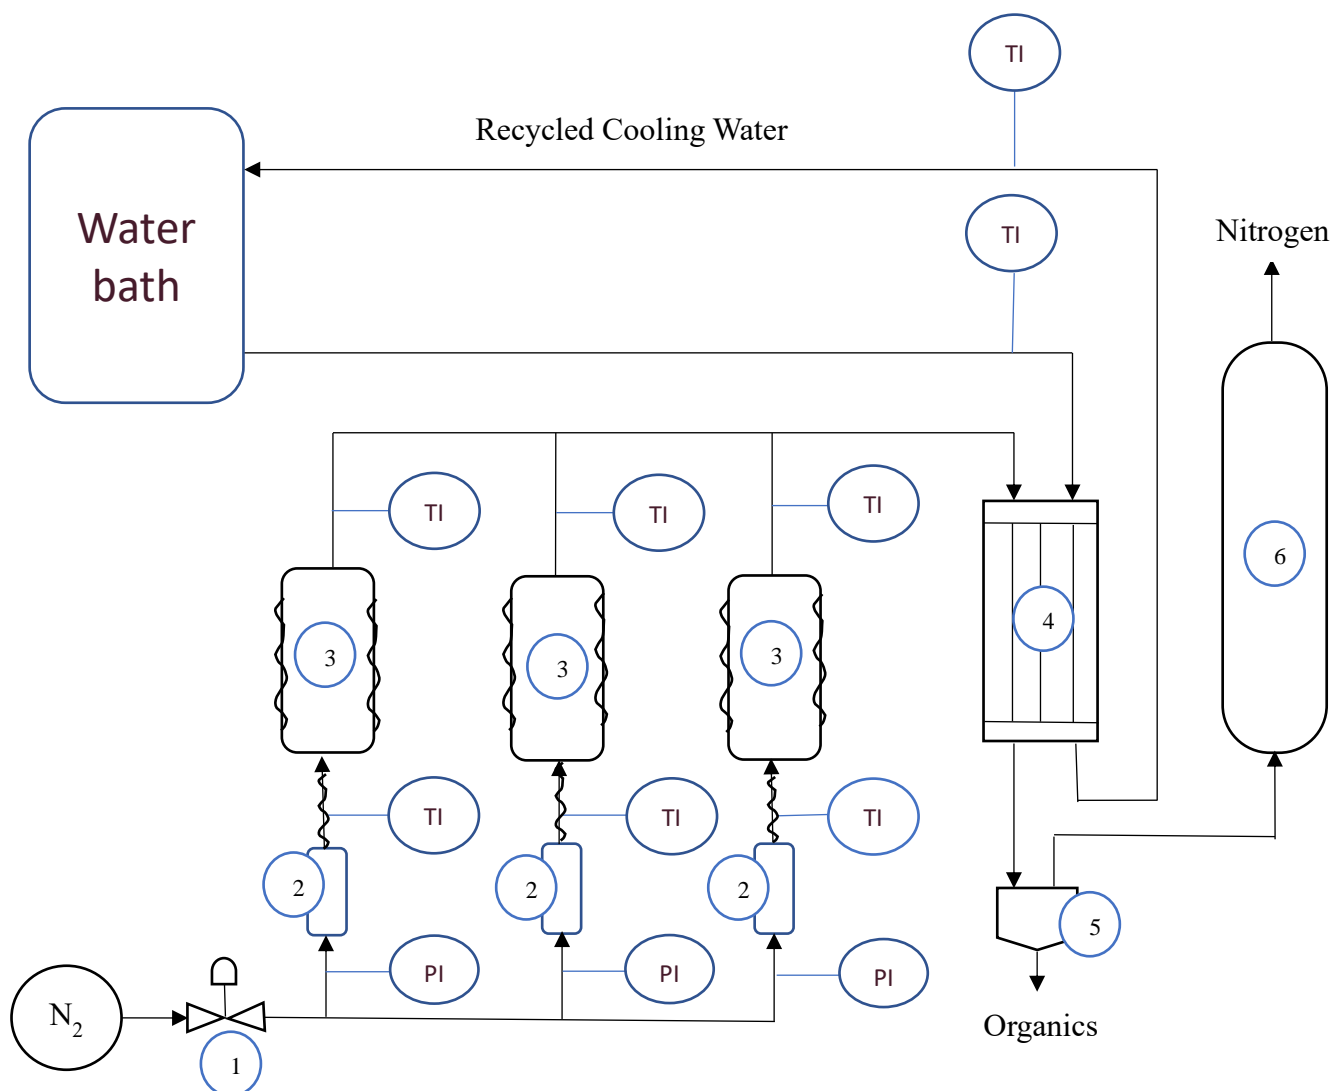 TI
Recycled Cooling Water
Water
bath
TI
Nitrogen
TI
TI
TI
6
4
3
3
3
TI
TI
TI
2
2
2
5
PI
PI
PI
N₂
1
Organics